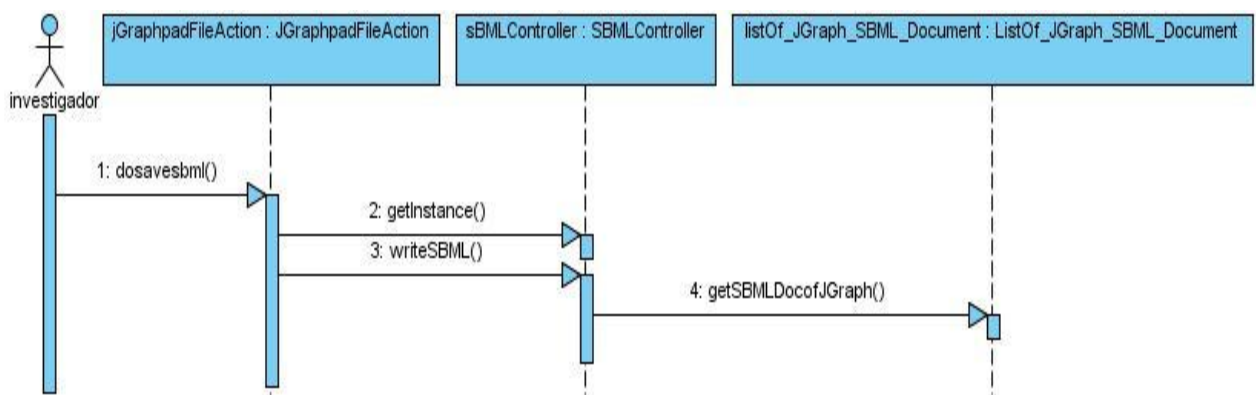 jGraphpadFileAction : JGraphpadFileAction
sBMLController : SBMLController
listOf_JGraph_SBML_Document : ListOf_JGraph_SBML_Document
investigador
1: dosavesbml()
2: getInstance()
3: writeSBML()
4: getSBMLDocofJGraph()